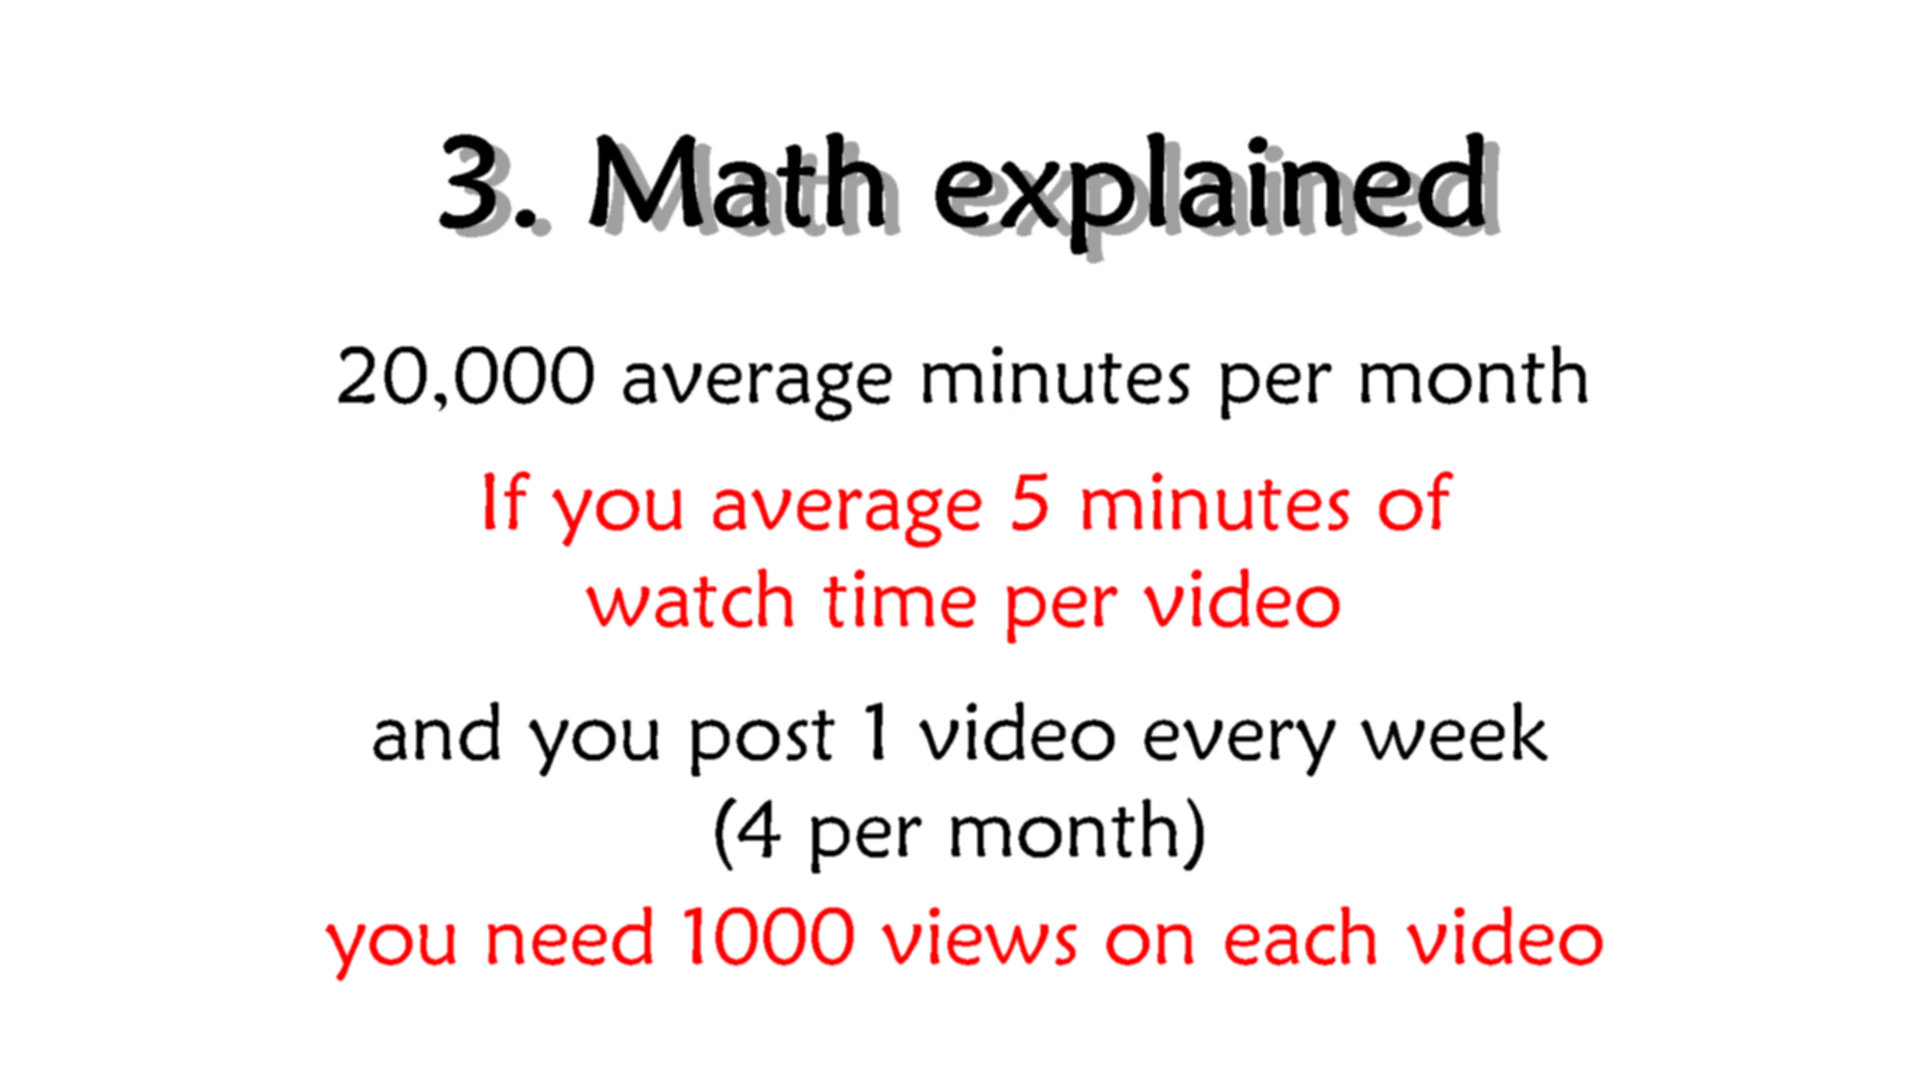 3. Math explained
20,000 average minutes per month
If you average 5 minutes of
watch time per video
and you post 1 video every week
(4 per month)
you need 1000 views on each video